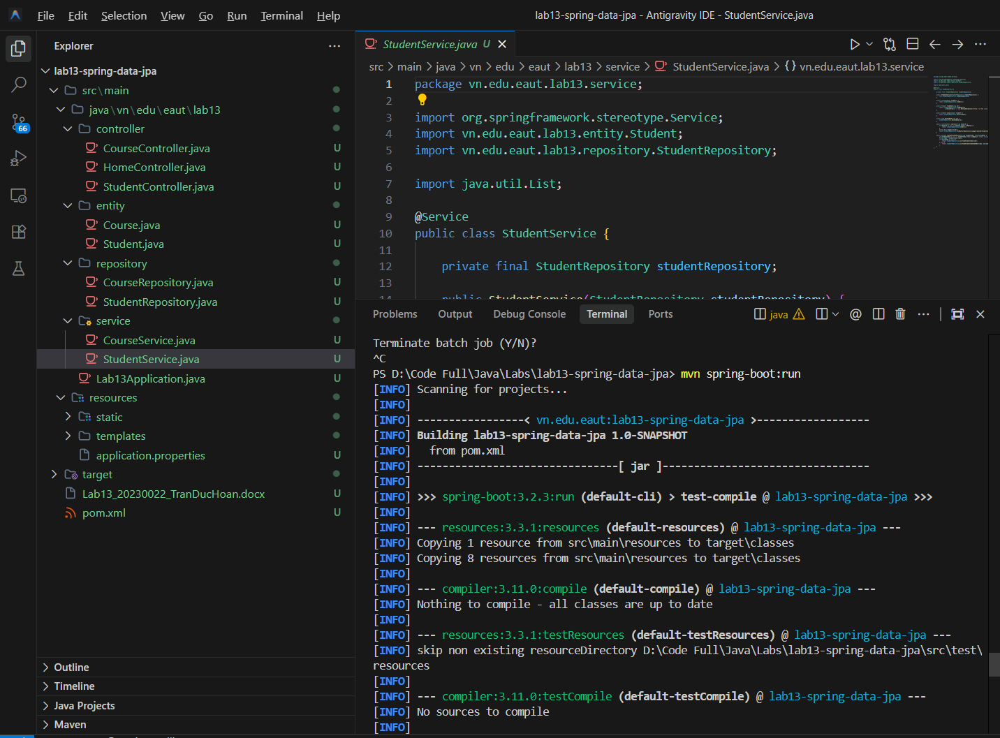 File Edit Selection View Go Run Terminal Help
lab13-spring-data-jpa - Antigravity IDE - StudentService.java
66
Explorer
lab13-spring-data-jpa
src\main
java\vn\edu\eaut\lab13
controller
CourseController.java U
HomeController.java U
StudentController.java U
entity
Course.java U
Student.java U
repository
CourseRepository.java U
StudentRepository.java U
service
CourseService.java U
StudentService.java U
Lab13Application.java U
resources
static
templates
application.properties U
target
Lab13_20230022_TranDucHoan.docx U
pom.xml U
Outline
Timeline
Java Projects
Maven
StudentService.java U
src > main > java > vn > edu > eaut > lab13 > service > StudentService.java > {} vn.edu.eaut.lab13.service
1 package vn.edu.eaut.lab13.service;
2
3 import org.springframework.stereotype.Service;
4 import vn.edu.eaut.lab13.entity.Student;
5 import vn.edu.eaut.lab13.repository.StudentRepository;
6
7 import java.util.List;
8
9 @Service
10 public class StudentService {
11
12 private final StudentRepository studentRepository;
13
14 public StudentService(StudentRepository studentRepository) {
Problems Output Debug Console Terminal Ports
java
Terminate batch job (Y/N)?
^C
PS D:\Code Full\Java\Labs\lab13-spring-data-jpa> mvn spring-boot:run
[INFO] Scanning for projects...
[INFO]
[INFO] -----------------< vn.edu.eaut:lab13-spring-data-jpa >------------------
[INFO] Building lab13-spring-data-jpa 1.0-SNAPSHOT
[INFO]   from pom.xml
[INFO] --------------------------------[ jar ]---------------------------------
[INFO]
[INFO] >>> spring-boot:3.2.3:run (default-cli) > test-compile @ lab13-spring-data-jpa >>>
[INFO]
[INFO] --- resources:3.3.1:resources (default-resources) @ lab13-spring-data-jpa ---
[INFO] Copying 1 resource from src\main\resources to target\classes
[INFO] Copying 8 resources from src\main\resources to target\classes
[INFO]
[INFO] --- compiler:3.11.0:compile (default-compile) @ lab13-spring-data-jpa ---
[INFO] Nothing to compile - all classes are up to date
[INFO]
[INFO] --- resources:3.3.1:testResources (default-testResources) @ lab13-spring-data-jpa ---
[INFO] skip non existing resourceDirectory D:\Code Full\Java\Labs\lab13-spring-data-jpa\src\test\
resources
[INFO]
[INFO] --- compiler:3.11.0:testCompile (default-testCompile) @ lab13-spring-data-jpa ---
[INFO] No sources to compile
[INFO]